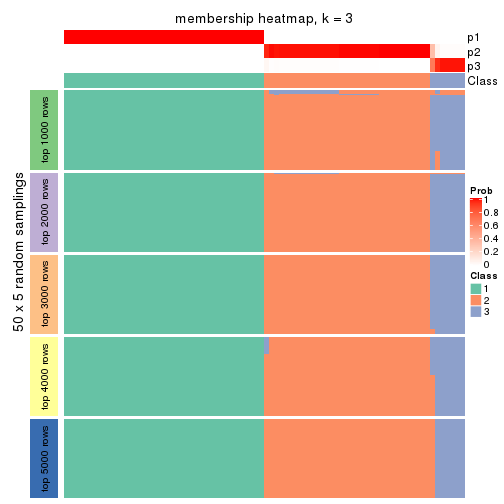 membership heatmap, k = 3
p1
p2
p3
Class
50 x 5 random samplings
top 1000 rows
top 2000 rows
top 3000 rows
top 4000 rows
top 5000 rows
Prob
1
0.8
0.6
0.4
0.2
0
Class
1
2
3